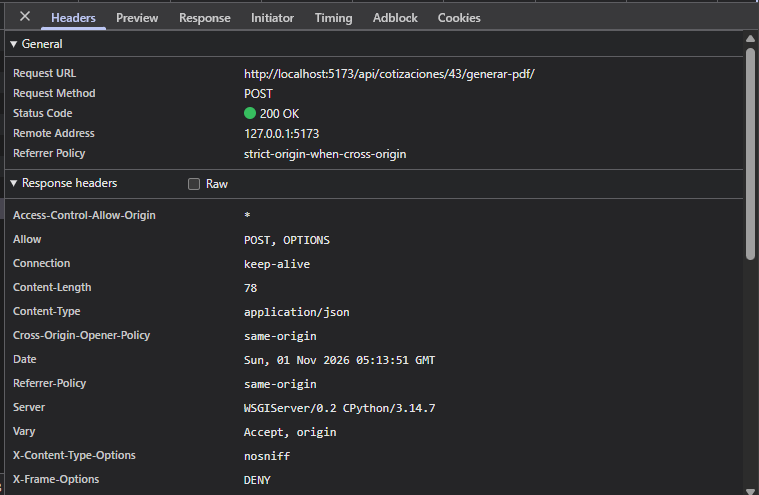 Headers Preview Response Initiator Timing Adblock Cookies
General
Request URL http://localhost:5173/api/cotizaciones/43/generar-pdf/
Request Method POST
Status Code 200 OK
Remote Address 127.0.0.1:5173
Referrer Policy strict-origin-when-cross-origin
Response headers Raw
Access-Control-Allow-Origin *
Allow POST, OPTIONS
Connection keep-alive
Content-Length 78
Content-Type application/json
Cross-Origin-Opener-Policy same-origin
Date Sun, 01 Nov 2026 05:13:51 GMT
Referrer-Policy same-origin
Server WSGIServer/0.2 CPython/3.14.7
Vary Accept, origin
X-Content-Type-Options nosniff
X-Frame-Options DENY